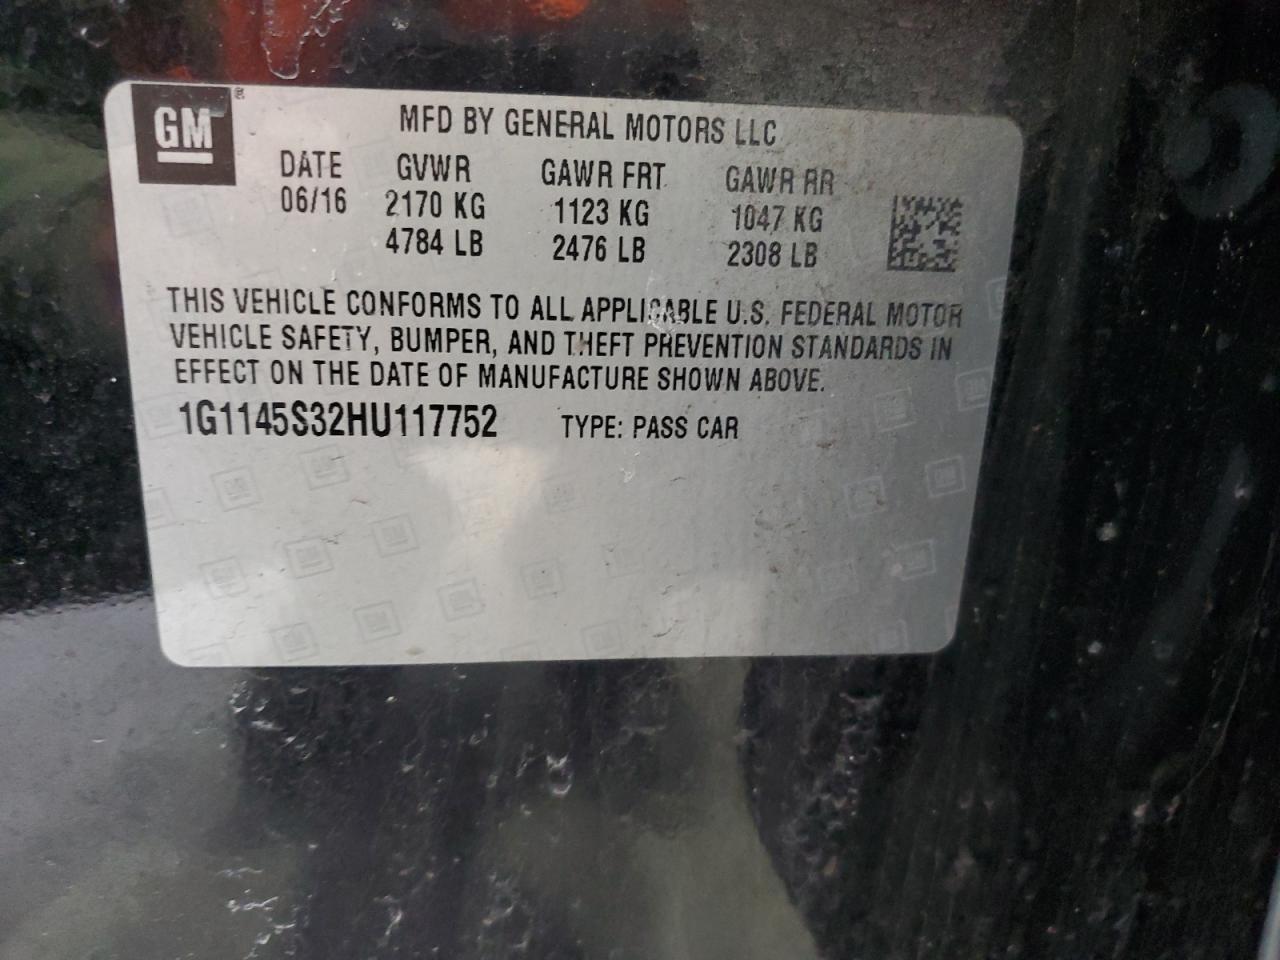 GM®
MFD BY GENERAL MOTORS LLC
DATE GVWR GAWR FRT GAWR RR
06/16 2170 KG 1123 KG 1047 KG
4784 LB 2476 LB 2308 LB
THIS VEHICLE CONFORMS TO ALL APPLICABLE U.S. FEDERAL MOTOR
VEHICLE SAFETY, BUMPER, AND THEFT PREVENTION STANDARDS IN
EFFECT ON THE DATE OF MANUFACTURE SHOWN ABOVE.
1G1145S32HU117752 TYPE: PASS CAR